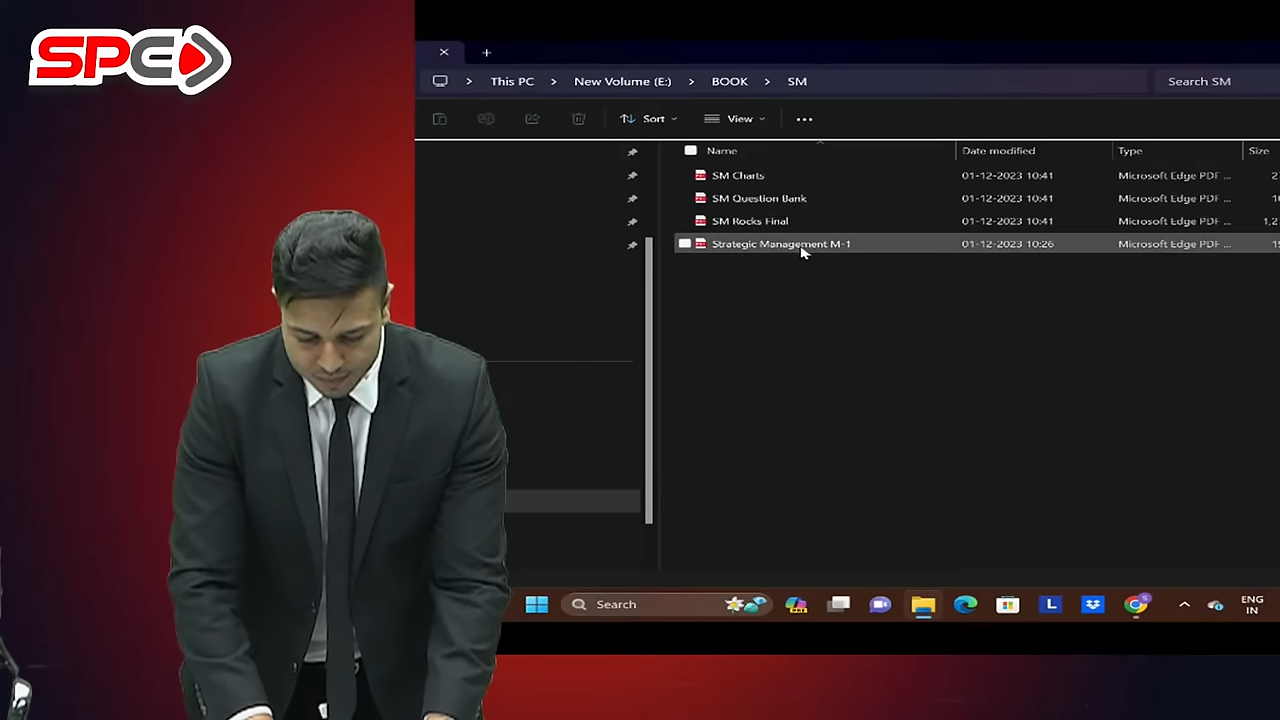 SPC
This PC > New Volume (E:) > BOOK > SM
Search SM
Sort
View
Name Date modified Type Size
SM Charts 01-12-2023 10:41 Microsoft Edge PDF ...
SM Question Bank 01-12-2023 10:41 Microsoft Edge PDF ...
SM Rocks Final 01-12-2023 10:41 Microsoft Edge PDF ... 1,2
Strategic Management M-1 01-12-2023 10:26 Microsoft Edge PDF ...
Search
L
ENG
IN